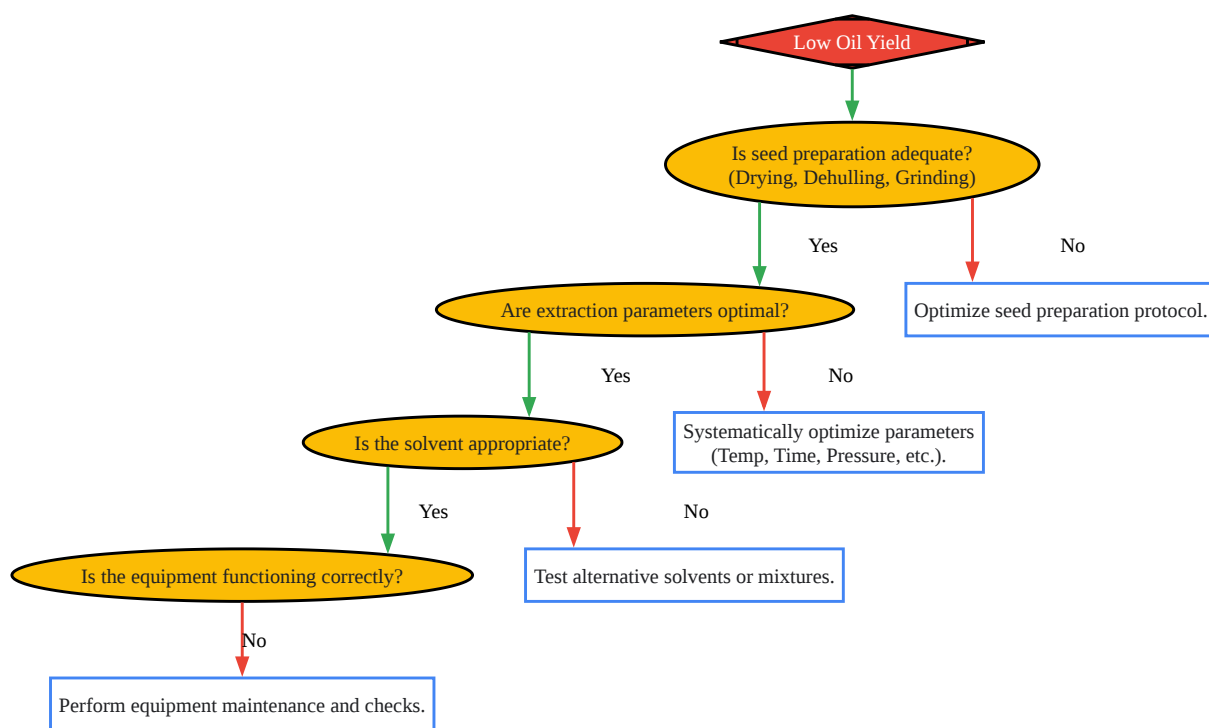 Low Oil Yield
Is seed preparation adequate?
(Drying, Dehulling, Grinding)
Yes
No
Are extraction parameters optimal?
Optimize seed preparation protocol.
Yes
No
Is the solvent appropriate?
Systematically optimize parameters
(Temp, Time, Pressure, etc.).
Yes
No
Is the equipment functioning correctly?
Test alternative solvents or mixtures.
No
Perform equipment maintenance and checks.